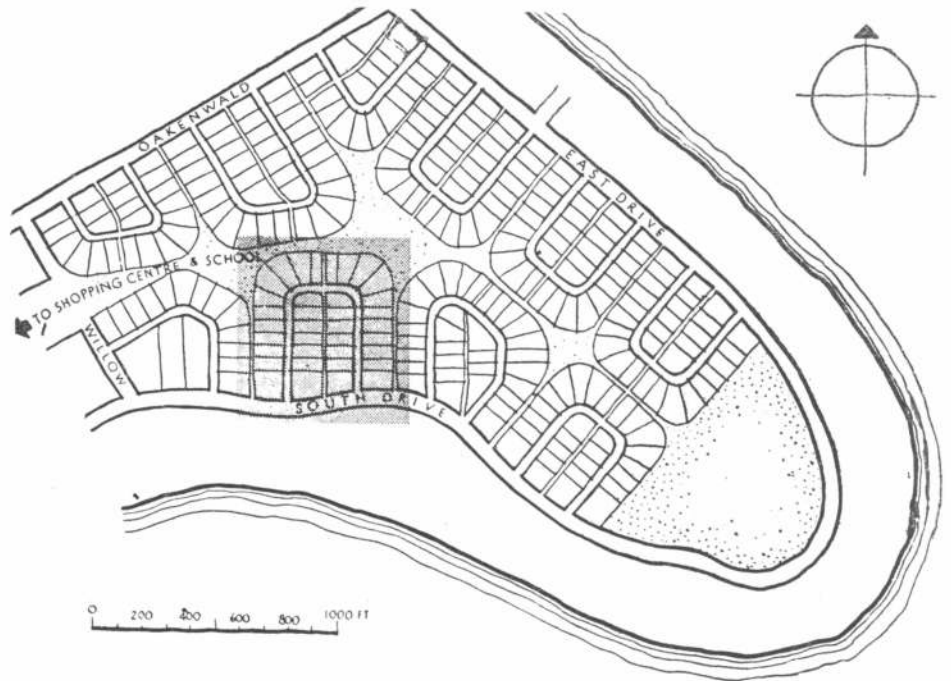 OAKENWALD
EAST DRIVE
TO SHOPPING CENTRE & SCHOOL
WILLOW
SOUTH DRIVE
0 200 400 600 800 1000 FT